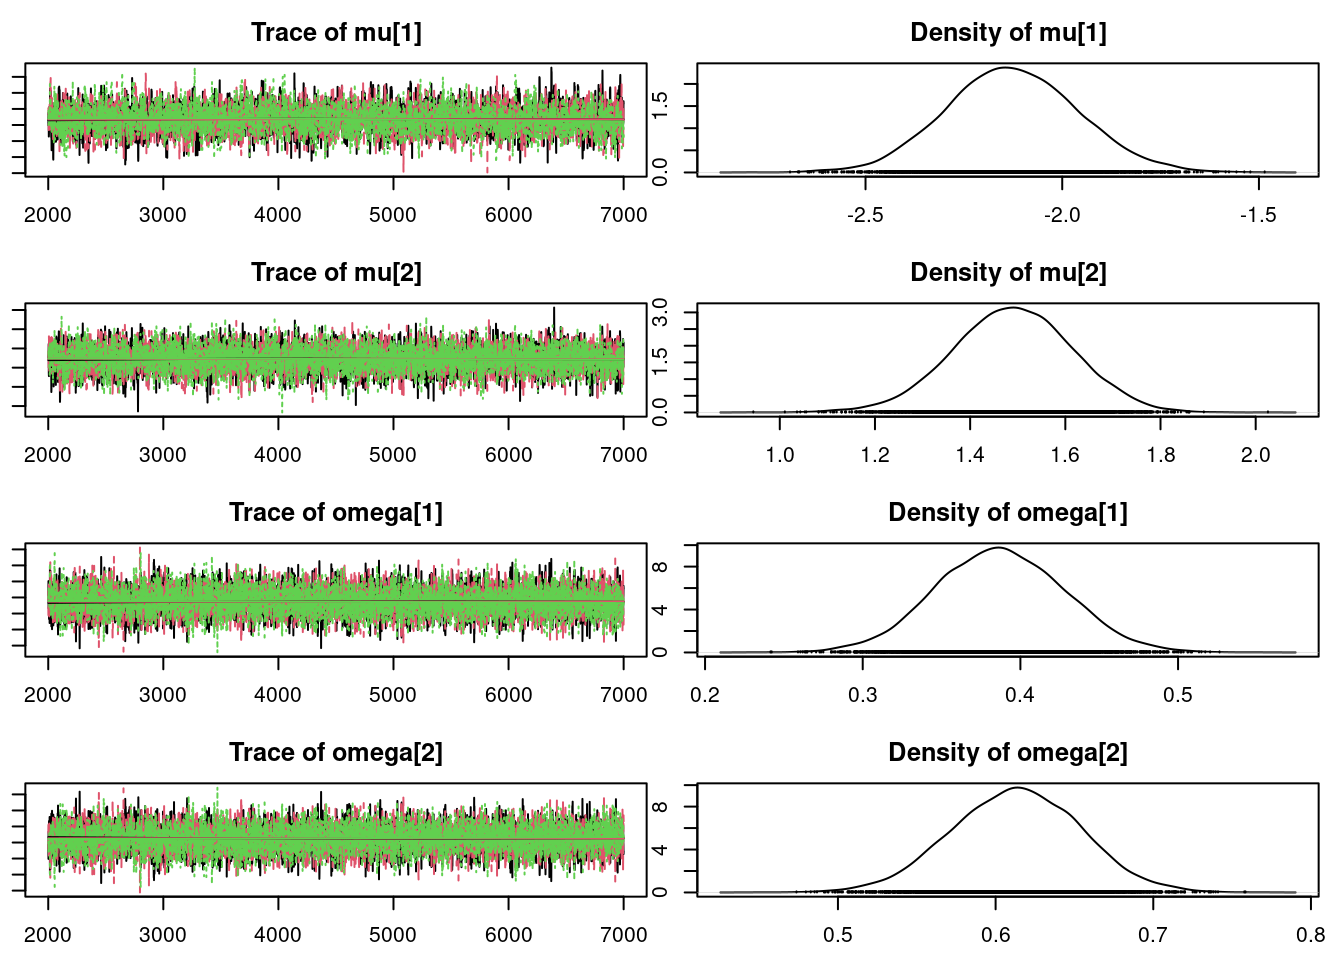 Trace of mu[1] Density of mu[1]
0.0 1.5
2000 3000 4000 5000 6000 7000 -2.5 -2.0 -1.5
Trace of mu[2] Density of mu[2]
0.0 1.5 3.0
2000 3000 4000 5000 6000 7000 1.0 1.2 1.4 1.6 1.8 2.0
Trace of omega[1] Density of omega[1]
0 4 8
2000 3000 4000 5000 6000 7000 0.2 0.3 0.4 0.5
Trace of omega[2] Density of omega[2]
0 4 8
2000 3000 4000 5000 6000 7000 0.5 0.6 0.7 0.8